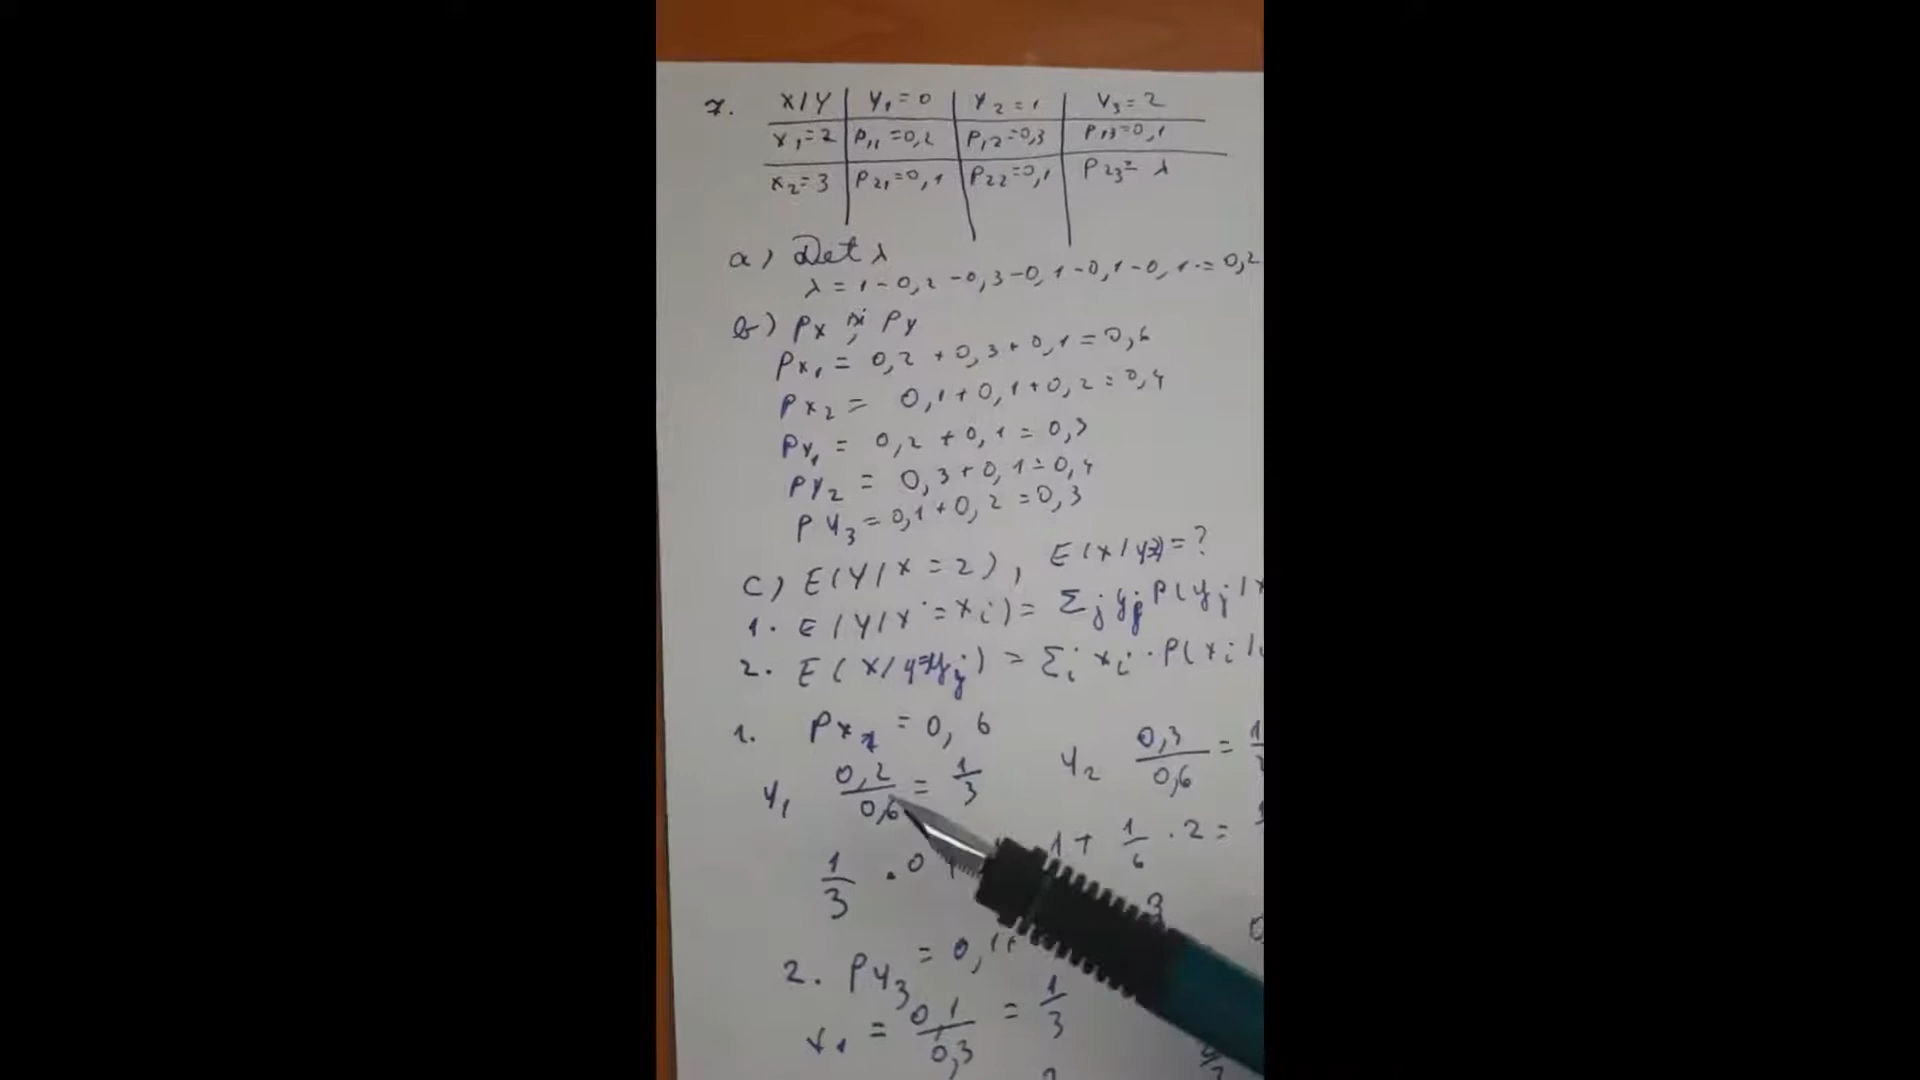 7. X/Y y₁=0 y₂=1 y₃=2
x₁=2 p₁₁=0,2 p₁₂=0,3 p₁₃=0,1
x₂=3 p₂₁=0,1 p₂₂=0,1 p₂₃=λ
a) Det λ
λ=1-0,2-0,3-0,1-0,1-0,1=0,2
b) px și py
px₁ = 0,2+0,3+0,1=0,6
px₂ = 0,1+0,1+0,2=0,4
py₁ = 0,2+0,1=0,3
py₂ = 0,3+0,1=0,4
py₃=0,1+0,2=0,3
c) E(Y/X=2), E(X/y=2)=?
1. E(Y/X=xᵢ)= Σⱼ yⱼ P(yⱼ/x
2. E(X/y=yⱼ) = Σᵢ xᵢ · P(xᵢ/
1. px₁ = 0,6
y₁ 0,2/0,6 = 1/3 y₂ 0,3/0,6 =
1/3 · 0 1+ 1/6 · 2 =
2. py₃ = 0,1+
x₁ = 0,1/0,3 = 1/3